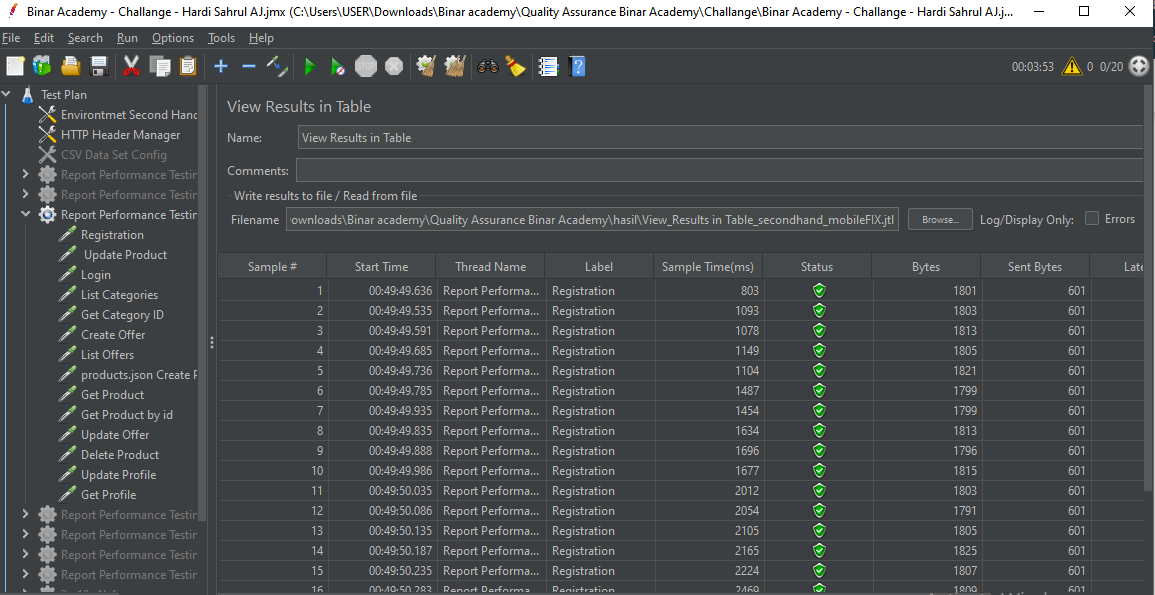 Binar Academy - Challange - Hardi Sahrul AJ.jmx (C:\Users\USER\Downloads\Binar academy\Quality Assurance Binar Academy\Challange\Binar Academy - Challange - Hardi Sahrul AJ.j...
File Edit Search Run Options Tools Help
00:03:53 0 0/20
Test Plan
Environtmet Second Hand
HTTP Header Manager
CSV Data Set Config
Report Performance Testin
Report Performance Testin
Report Performance Testin
Registration
Update Product
Login
List Categories
Get Category ID
Create Offer
List Offers
products.json Create P
Get Product
Get Product by id
Update Offer
Delete Product
Update Profile
Get Profile
Report Performance Testin
Report Performance Testin
Report Performance Testin
Report Performance Testin
View Results in Table
Name: View Results in Table
Comments:
Write results to file / Read from file
Filename ownloads\Binar academy\Quality Assurance Binar Academy\hasil\View_Results in Table_secondhand_mobileFIX.jtl Browse... Log/Display Only: Errors
Sample # Start Time Thread Name Label Sample Time(ms) Status Bytes Sent Bytes Late
1 00:49:49.636 Report Performa... Registration 803 1801 601
2 00:49:49.535 Report Performa... Registration 1093 1803 601
3 00:49:49.591 Report Performa... Registration 1078 1813 601
4 00:49:49.685 Report Performa... Registration 1149 1805 601
5 00:49:49.736 Report Performa... Registration 1104 1821 601
6 00:49:49.785 Report Performa... Registration 1487 1799 601
7 00:49:49.935 Report Performa... Registration 1454 1799 601
8 00:49:49.835 Report Performa... Registration 1634 1813 601
9 00:49:49.888 Report Performa... Registration 1696 1796 601
10 00:49:49.986 Report Performa... Registration 1677 1815 601
11 00:49:50.035 Report Performa... Registration 2012 1803 601
12 00:49:50.086 Report Performa... Registration 2054 1791 601
13 00:49:50.135 Report Performa... Registration 2105 1805 601
14 00:49:50.187 Report Performa... Registration 2165 1825 601
15 00:49:50.235 Report Performa... Registration 2224 1807 601
16 00:49:50.283 Report Performa... Registration 2469 1809 601